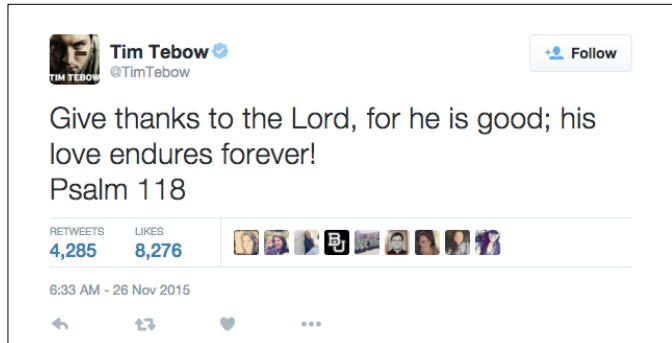 TIM TEBOW
Tim Tebow
@TimTebow
Follow
Give thanks to the Lord, for he is good; his
love endures forever!
Psalm 118
RETWEETS LIKES
4,285 8,276
BU
6:33 AM - 26 Nov 2015